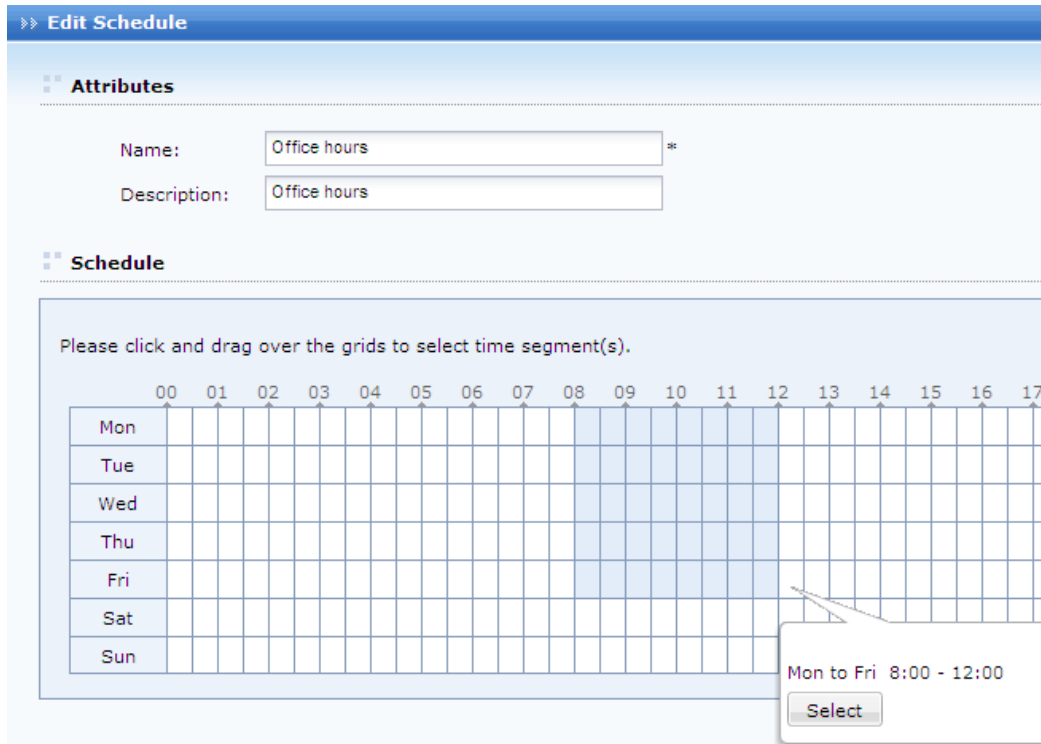 Edit Schedule
Attributes
Name: Office hours *
Description: Office hours
Schedule
Please click and drag over the grids to select time segment(s).
00 01 02 03 04 05 06 07 08 09 10 11 12 13 14 15 16 17
Mon
Tue
Wed
Thu
Fri
Sat
Sun
Mon to Fri 8:00 - 12:00
Select